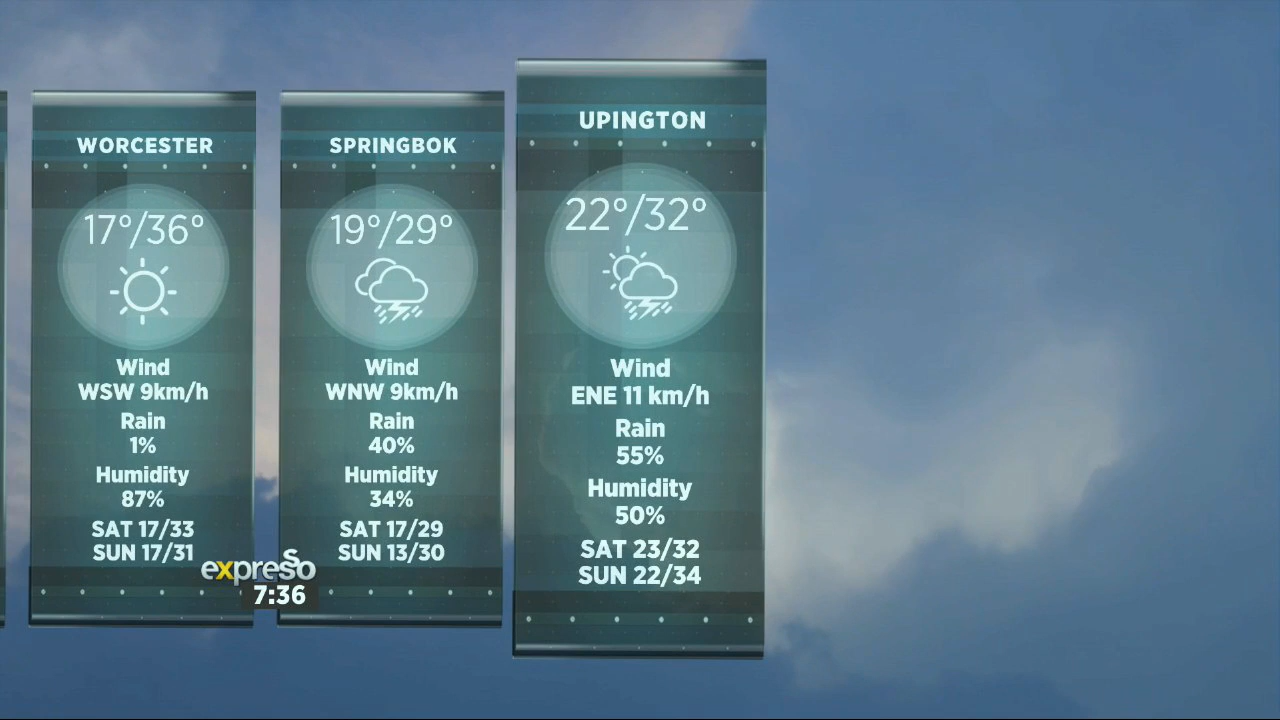 WORCESTER
17°/36°
Wind
WSW 9km/h
Rain
1%
Humidity
87%
SAT 17/33
SUN 17/31
SPRINGBOK
19°/29°
Wind
WNW 9km/h
Rain
40%
Humidity
34%
SAT 17/29
SUN 13/30
UPINGTON
22°/32°
Wind
ENE 11 km/h
Rain
55%
Humidity
50%
SAT 23/32
SUN 22/34
expresso
7:36